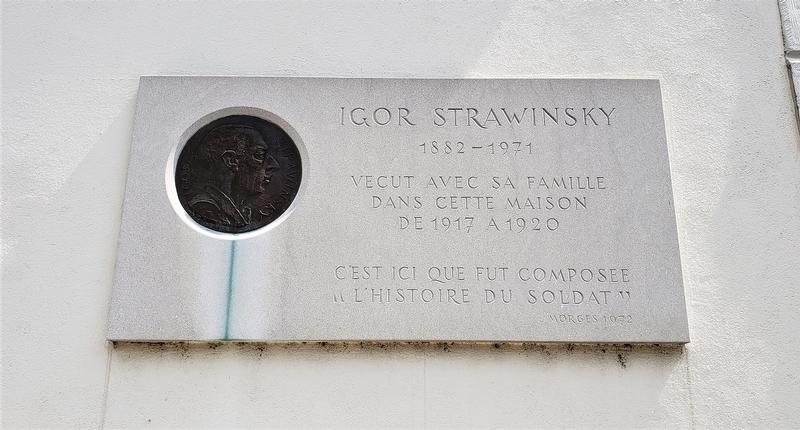 IGOR STRAWINSKY
1882-1971
VECUT AVEC SA FAMILLE
DANS CETTE MAISON
DE 1917 A 1920
C'EST ICI QUE FUT COMPOSEE
"L'HISTOIRE DU SOLDAT"
MORGES 1972